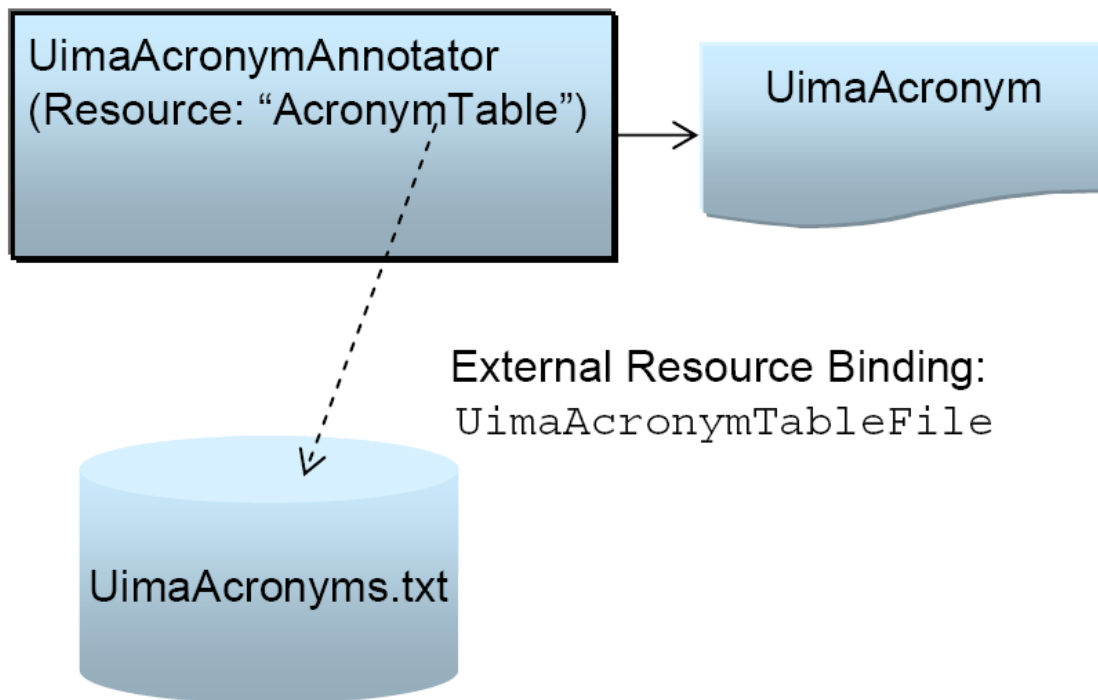 UimaAcronymAnnotator
(Resource: “AcronymTable”)
UimaAcronym
External Resource Binding:
UimaAcronymTableFile
UimaAcronyms.txt